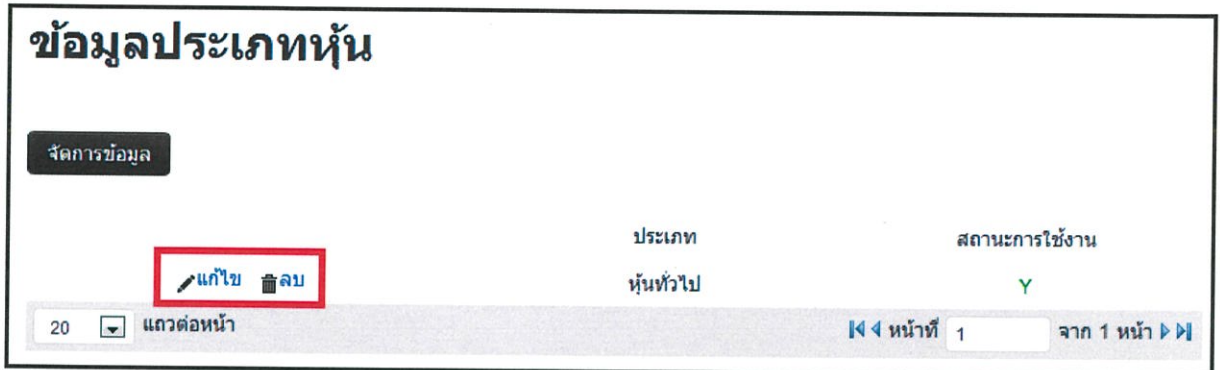 ข้อมูลประเภทหุ้น
จัดการข้อมูล
ประเภท สถานะการใช้งาน
แก้ไข ลบ หุ้นทั่วไป Y
20 แถวต่อหน้า หน้าที่ 1 จาก 1 หน้า